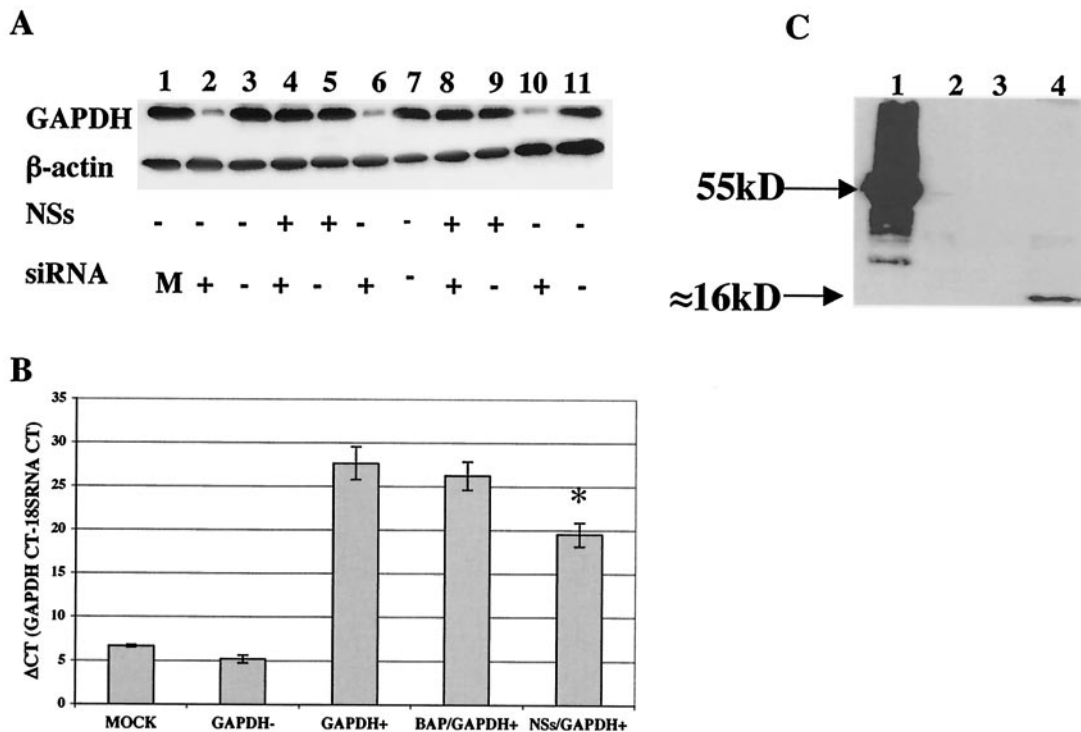 A
1 2 3 4 5 6 7 8 9 10 11
GAPDH
β-actin
NSs - - - + + - - + + - -
siRNA M + - + - + - + - + -
C
1 2 3 4
55kD
≈16kD
B
35
30
25
20
15
10
5
0
ΔCT (GAPDH CT-18SRNA CT)
*
MOCK GAPDH- GAPDH+ BAP/GAPDH+ NSs/GAPDH+